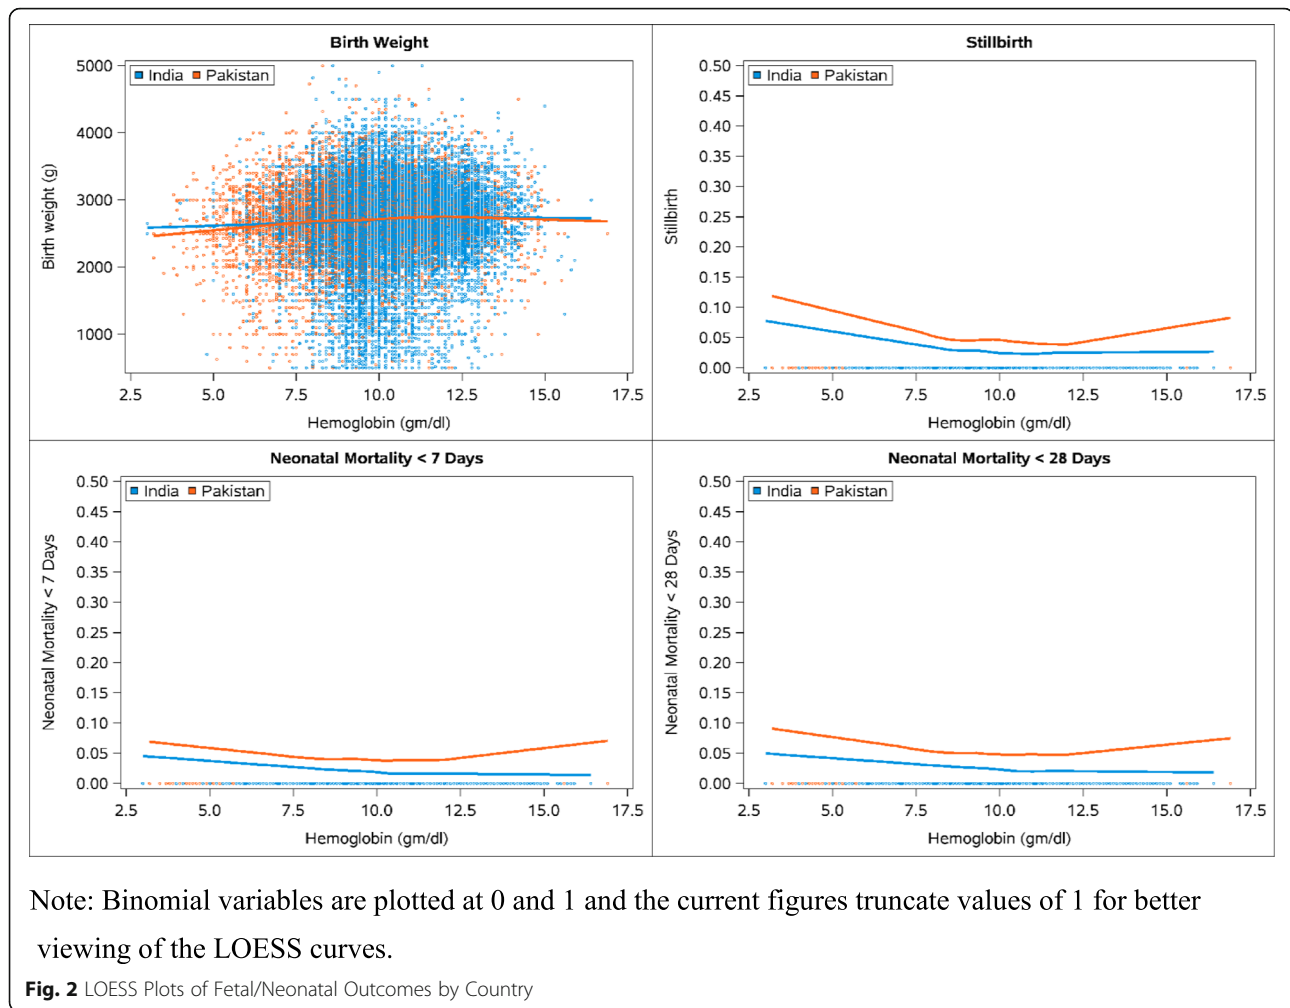 Birth Weight
India Pakistan
5000
4000
3000
2000
1000
Birth weight (g)
2.5 5.0 7.5 10.0 12.5 15.0 17.5
Hemoglobin (gm/dl)
Stillbirth
India Pakistan
0.50
0.45
0.40
0.35
0.30
0.25
0.20
0.15
0.10
0.05
0.00
Stillbirth
2.5 5.0 7.5 10.0 12.5 15.0 17.5
Hemoglobin (gm/dl)
Neonatal Mortality < 7 Days
India Pakistan
0.50
0.45
0.40
0.35
0.30
0.25
0.20
0.15
0.10
0.05
0.00
Neonatal Mortality < 7 Days
2.5 5.0 7.5 10.0 12.5 15.0 17.5
Hemoglobin (gm/dl)
Neonatal Mortality < 28 Days
India Pakistan
0.50
0.45
0.40
0.35
0.30
0.25
0.20
0.15
0.10
0.05
0.00
Neonatal Mortality < 28 Days
2.5 5.0 7.5 10.0 12.5 15.0 17.5
Hemoglobin (gm/dl)
Note: Binomial variables are plotted at 0 and 1 and the current figures truncate values of 1 for better
viewing of the LOESS curves.
Fig. 2 LOESS Plots of Fetal/Neonatal Outcomes by Country